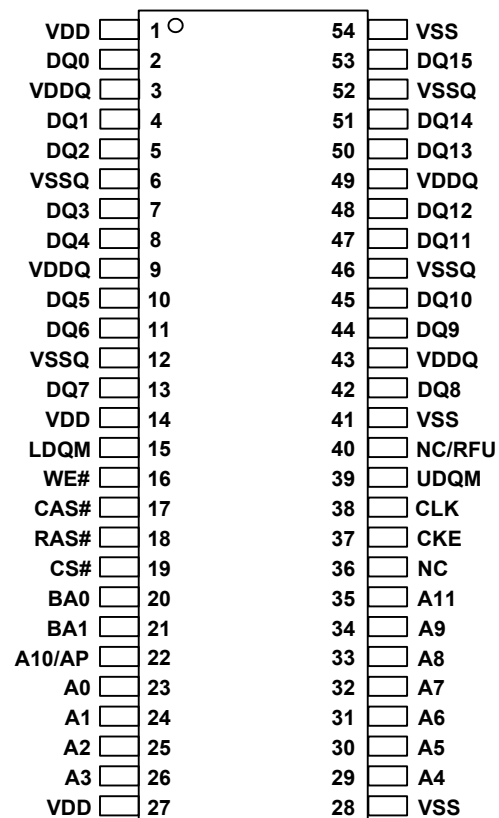 VDD 1 54 VSS
DQ0 2 53 DQ15
VDDQ 3 52 VSSQ
DQ1 4 51 DQ14
DQ2 5 50 DQ13
VSSQ 6 49 VDDQ
DQ3 7 48 DQ12
DQ4 8 47 DQ11
VDDQ 9 46 VSSQ
DQ5 10 45 DQ10
DQ6 11 44 DQ9
VSSQ 12 43 VDDQ
DQ7 13 42 DQ8
VDD 14 41 VSS
LDQM 15 40 NC/RFU
WE# 16 39 UDQM
CAS# 17 38 CLK
RAS# 18 37 CKE
CS# 19 36 NC
BA0 20 35 A11
BA1 21 34 A9
A10/AP 22 33 A8
A0 23 32 A7
A1 24 31 A6
A2 25 30 A5
A3 26 29 A4
VDD 27 28 VSS